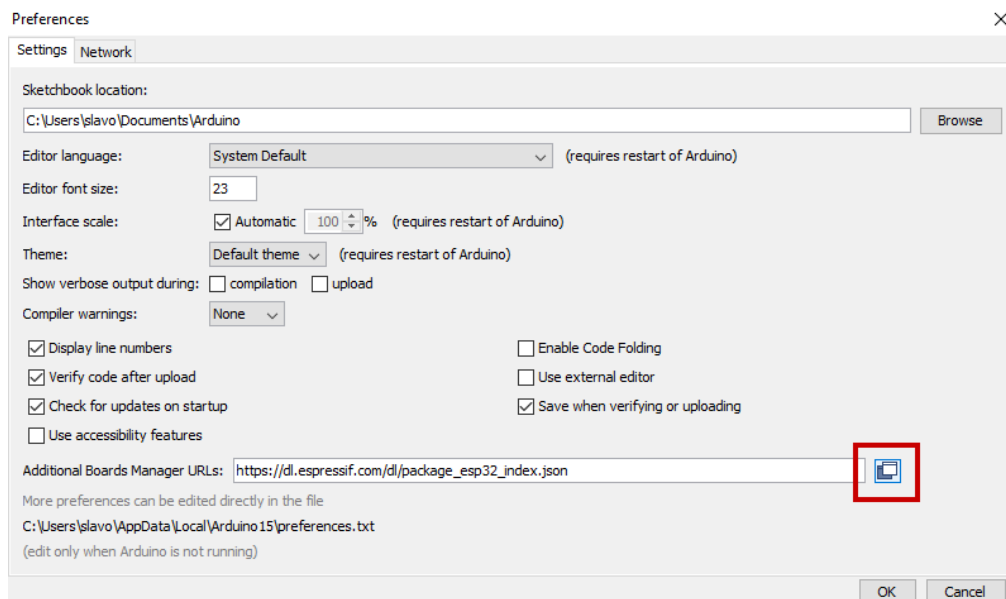 Preferences
Settings Network
Sketchbook location:
C:\Users\slavo\Documents\Arduino Browse
Editor language: System Default (requires restart of Arduino)
Editor font size: 23
Interface scale: Automatic 100 % (requires restart of Arduino)
Theme: Default theme (requires restart of Arduino)
Show verbose output during: compilation upload
Compiler warnings: None
Display line numbers Enable Code Folding
Verify code after upload Use external editor
Check for updates on startup Save when verifying or uploading
Use accessibility features
Additional Boards Manager URLs: https://dl.espressif.com/dl/package_esp32_index.json
More preferences can be edited directly in the file
C:\Users\slavo\AppData\Local\Arduino15\preferences.txt
(edit only when Arduino is not running)
OK Cancel